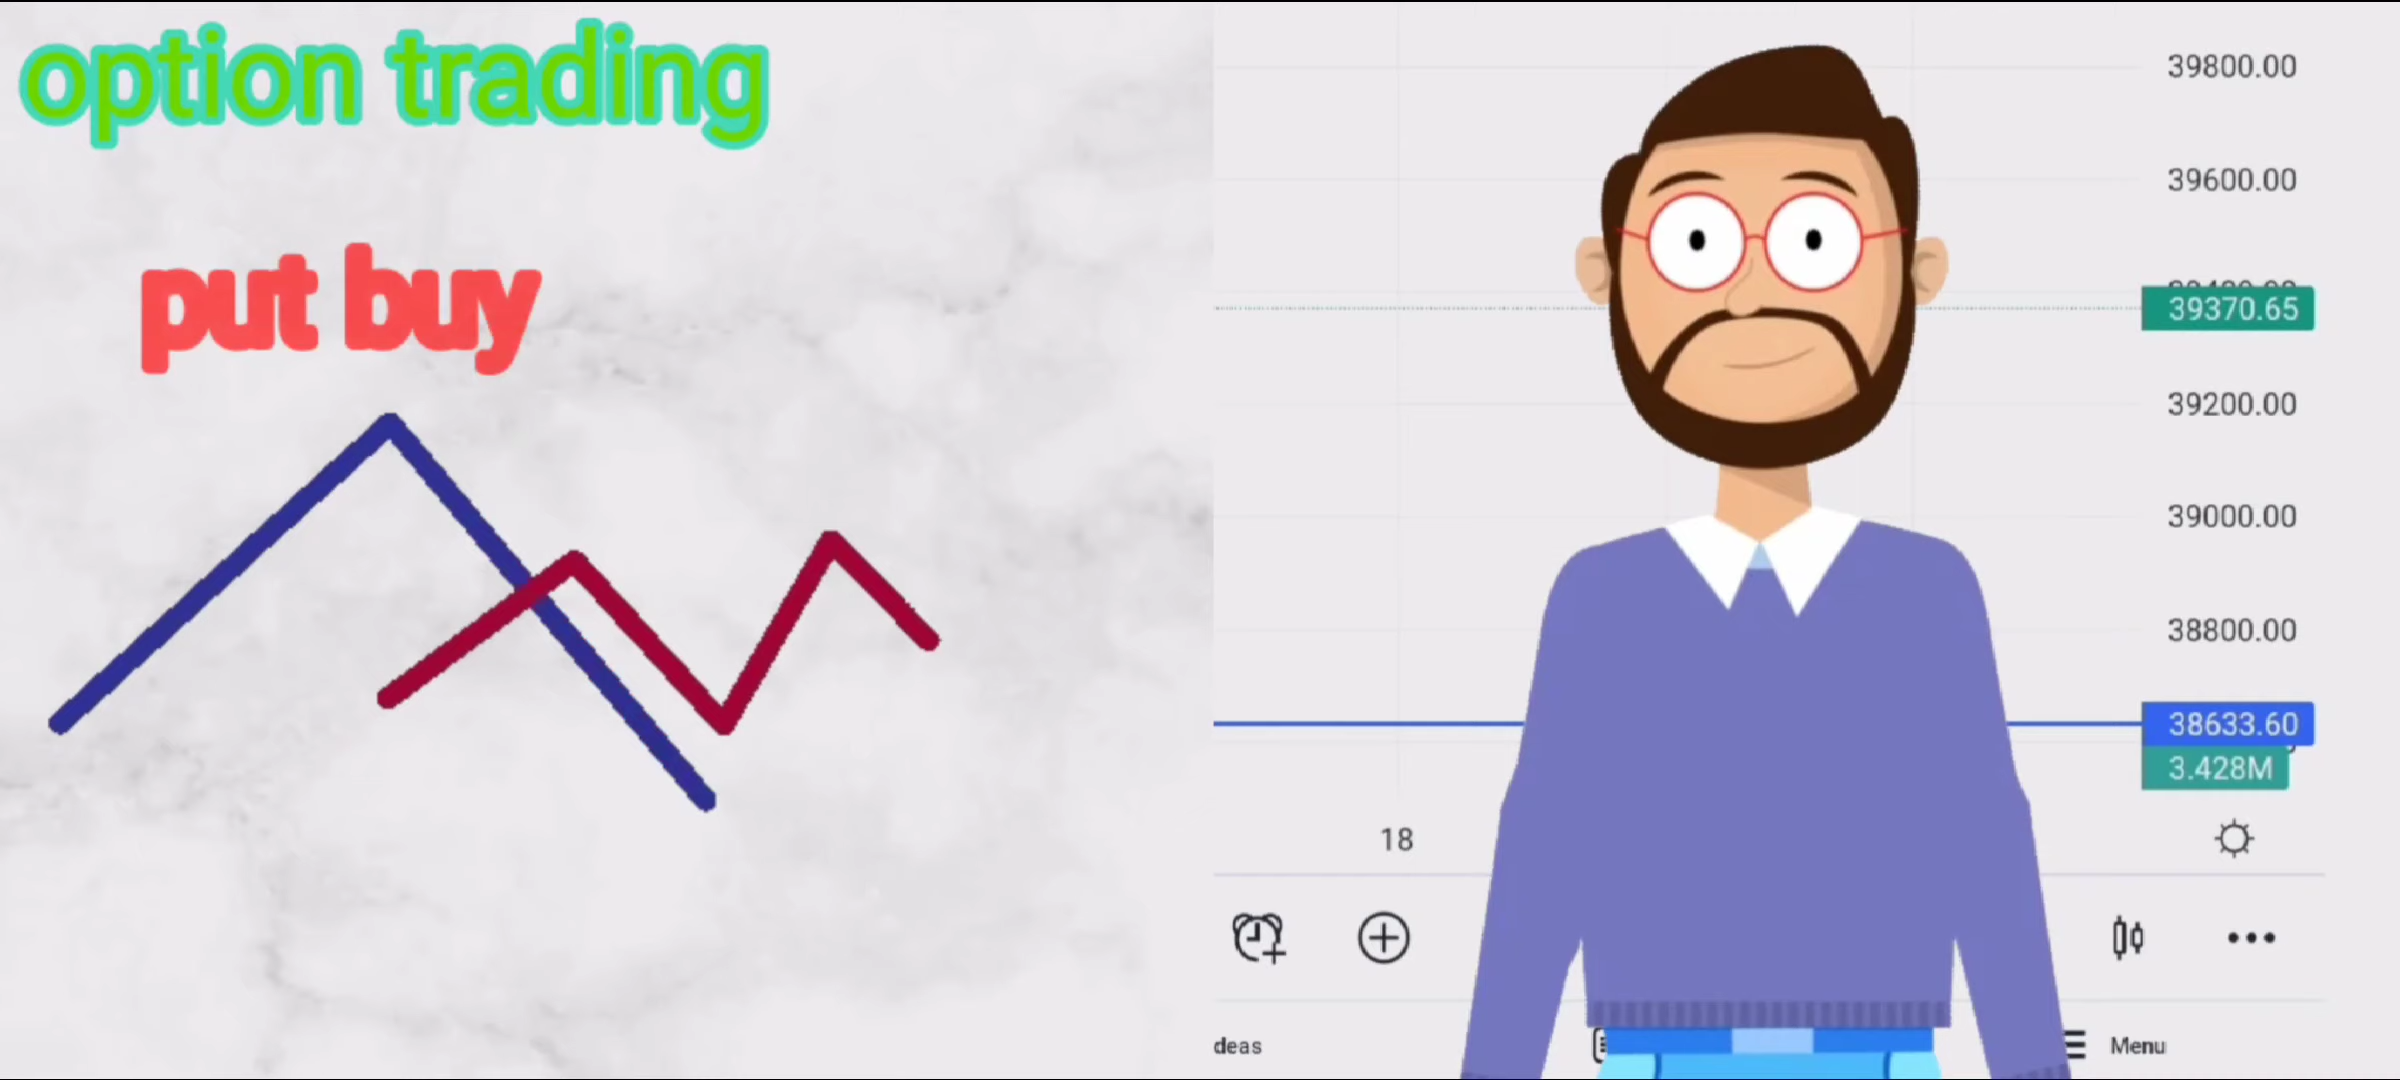 option trading
put buy
39800.00
39600.00
39370.65
39200.00
39000.00
38800.00
38633.60
3.428M
18
deas
Menu